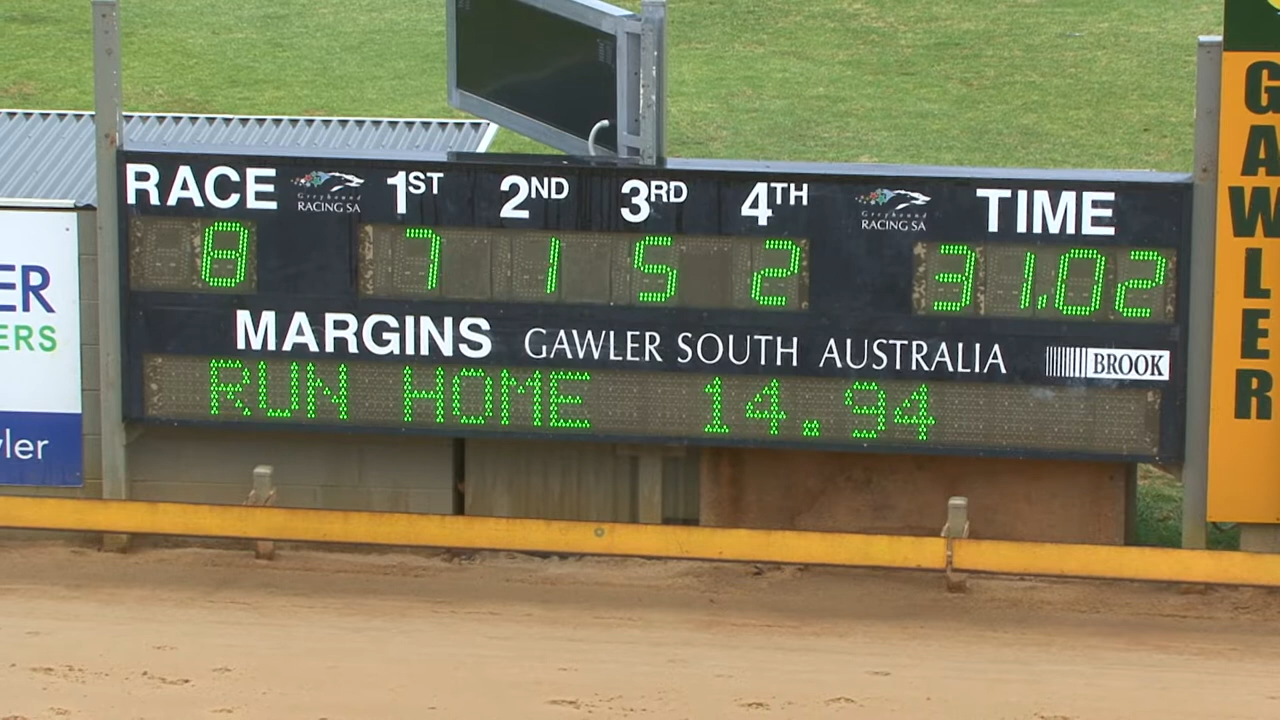 RACE Greyhound RACING SA 1ST 2ND 3RD 4TH Greyhound RACING SA TIME
8 7 1 5 2 31.02
MARGINS GAWLER SOUTH AUSTRALIA BROOK
RUN HOME 14.94
ER
ERS
ler
GAWLER